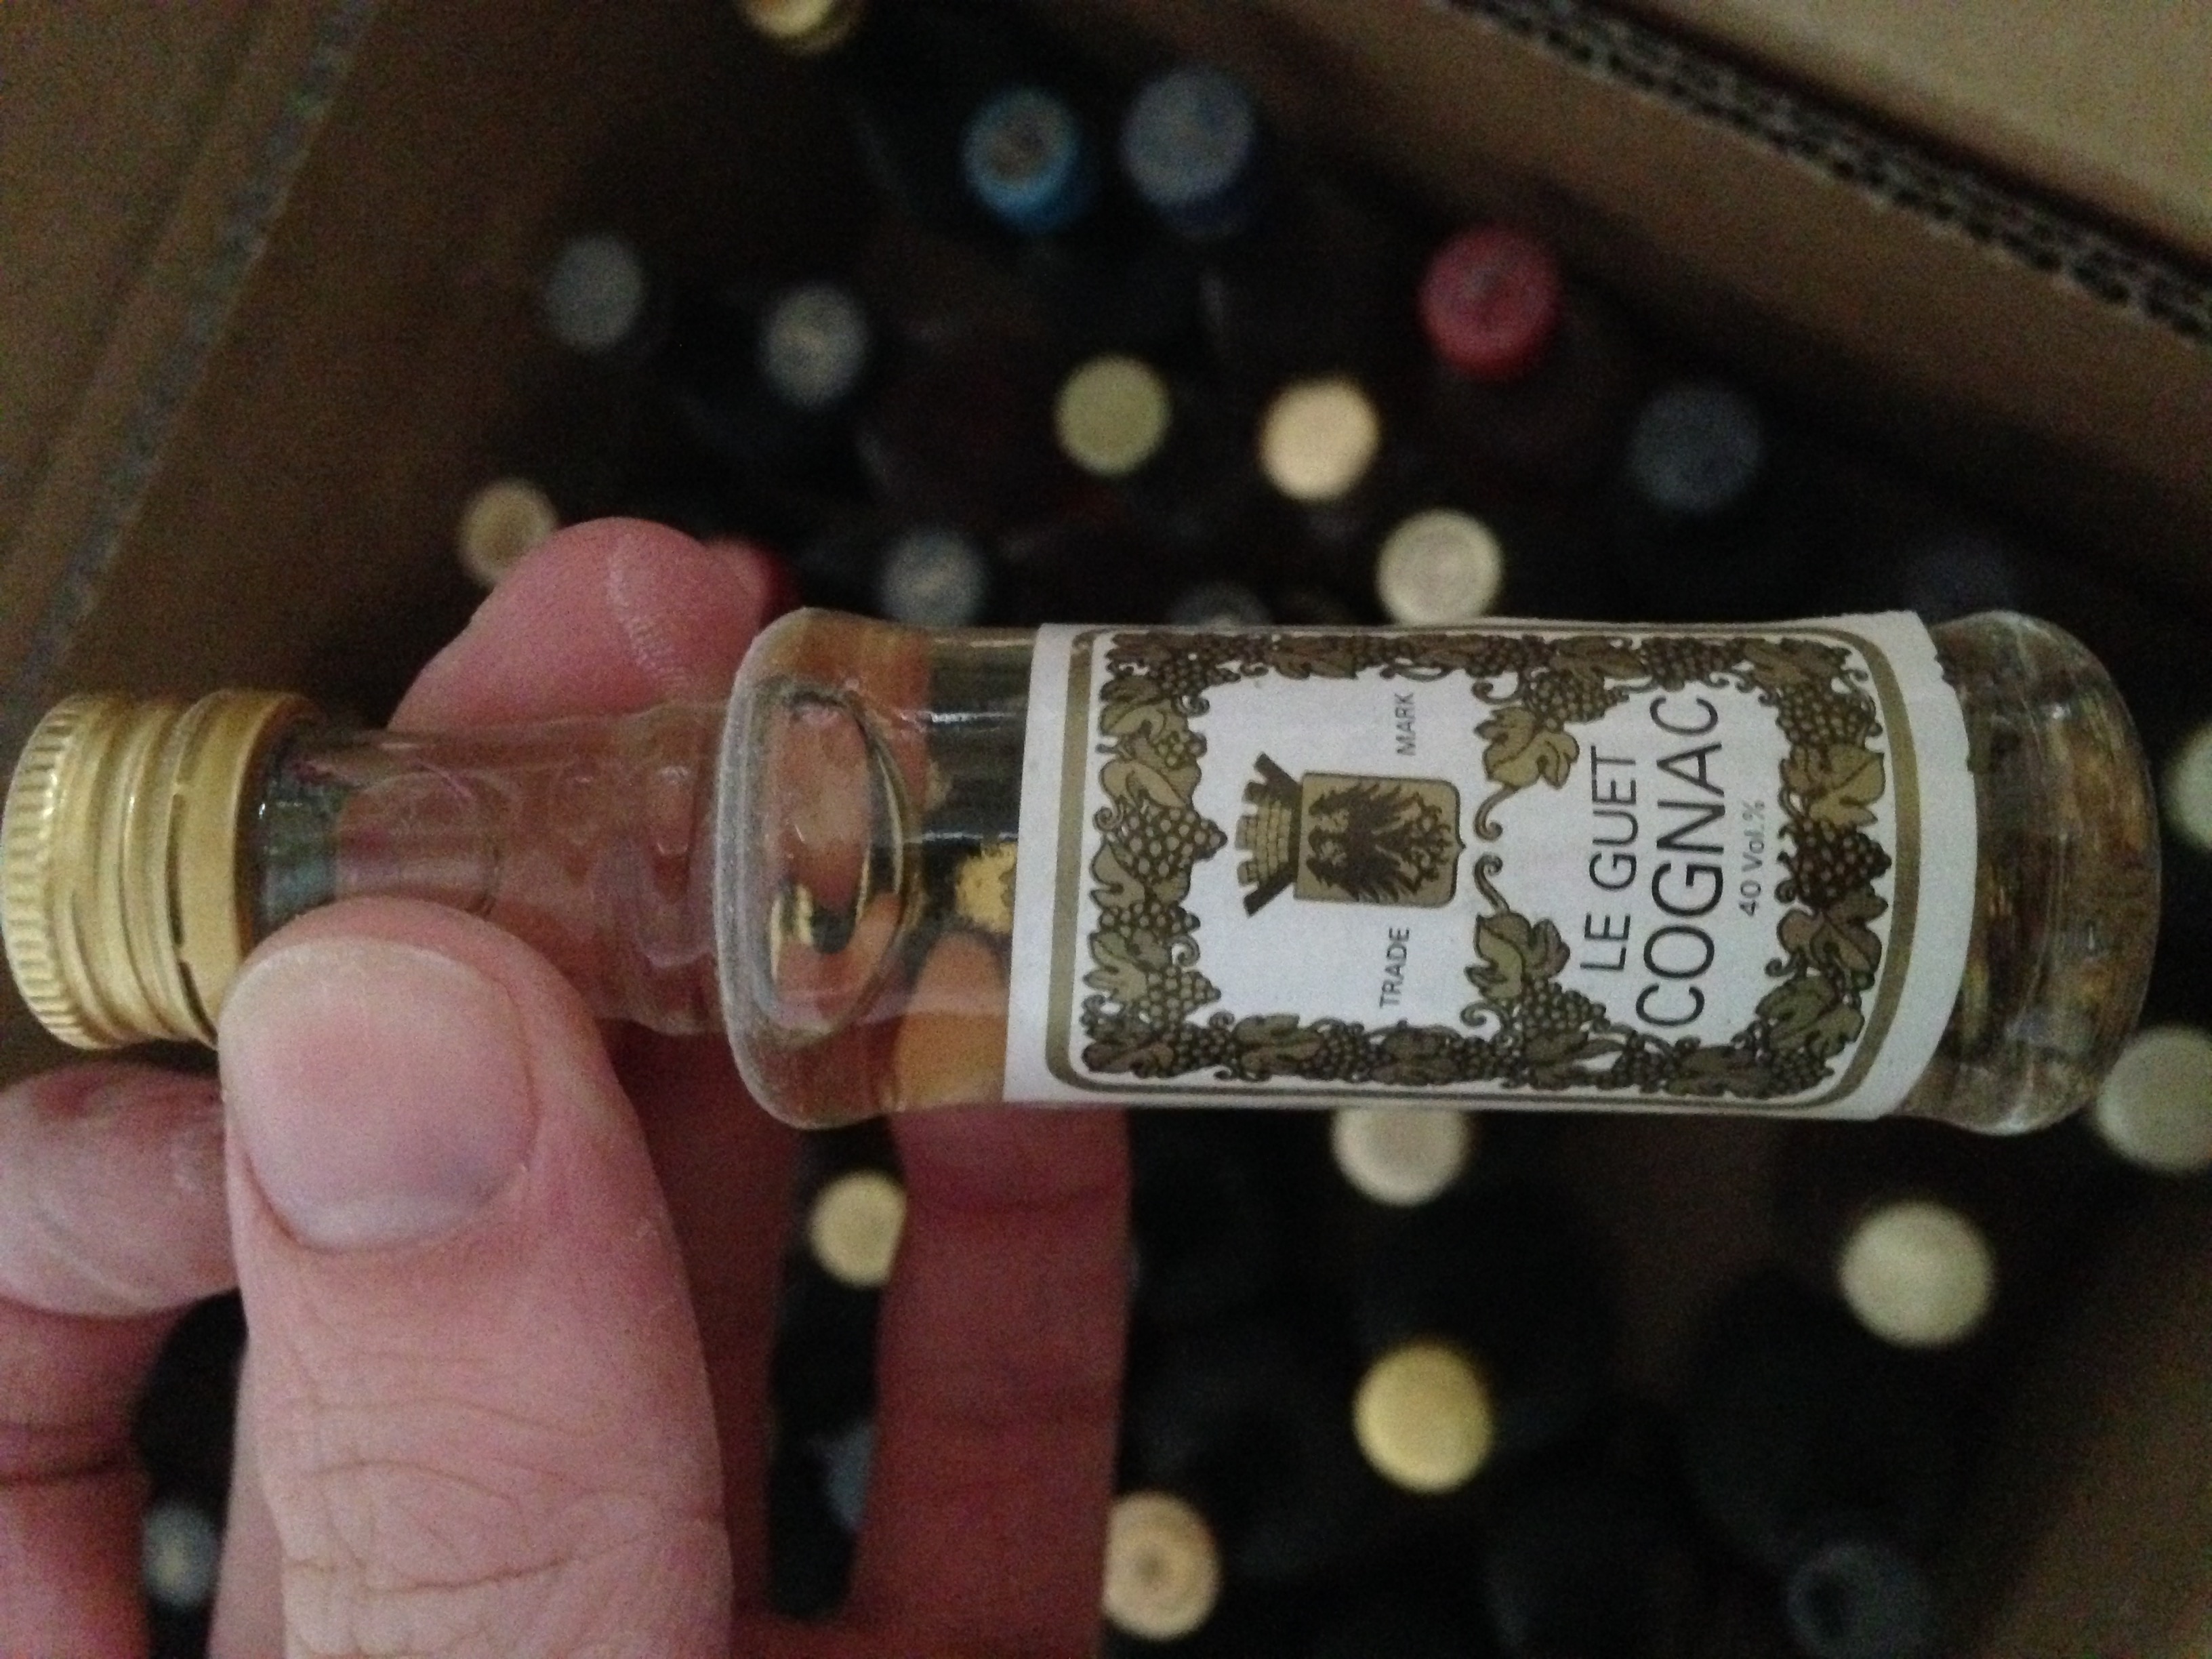 TRADE MARK
LE GUET
COGNAC
40 Vol.%